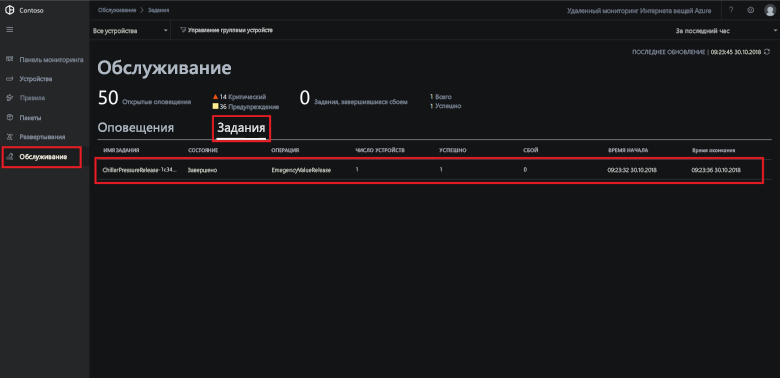 Contoso
Обслуживание > Задания
Удаленный мониторинг Интернета вещей Azure
?
Все устройства
Управление группами устройств
За последний час
ПОСЛЕДНЕЕ ОБНОВЛЕНИЕ | 09:23:45 30.10.2018
Панель мониторинга
Устройства
Правила
Пакеты
Развертывания
Обслуживание
Обслуживание
50 Открытые оповещения
14 Критический
36 Предупреждение
0 Задания, завершившиеся сбоем
1 Всего
1 Успешно
Оповещения Задания
ИМЯ ЗАДАНИЯ СОСТОЯНИЕ ОПЕРАЦИЯ ЧИСЛО УСТРОЙСТВ УСПЕШНО СБОЙ ВРЕМЯ НАЧАЛА Время окончания
ChillerPressureRelease-1c34... Завершено EmegencyValueRelease 1 1 0 09:23:32 30.10.2018 09:23:36 30.10.2018